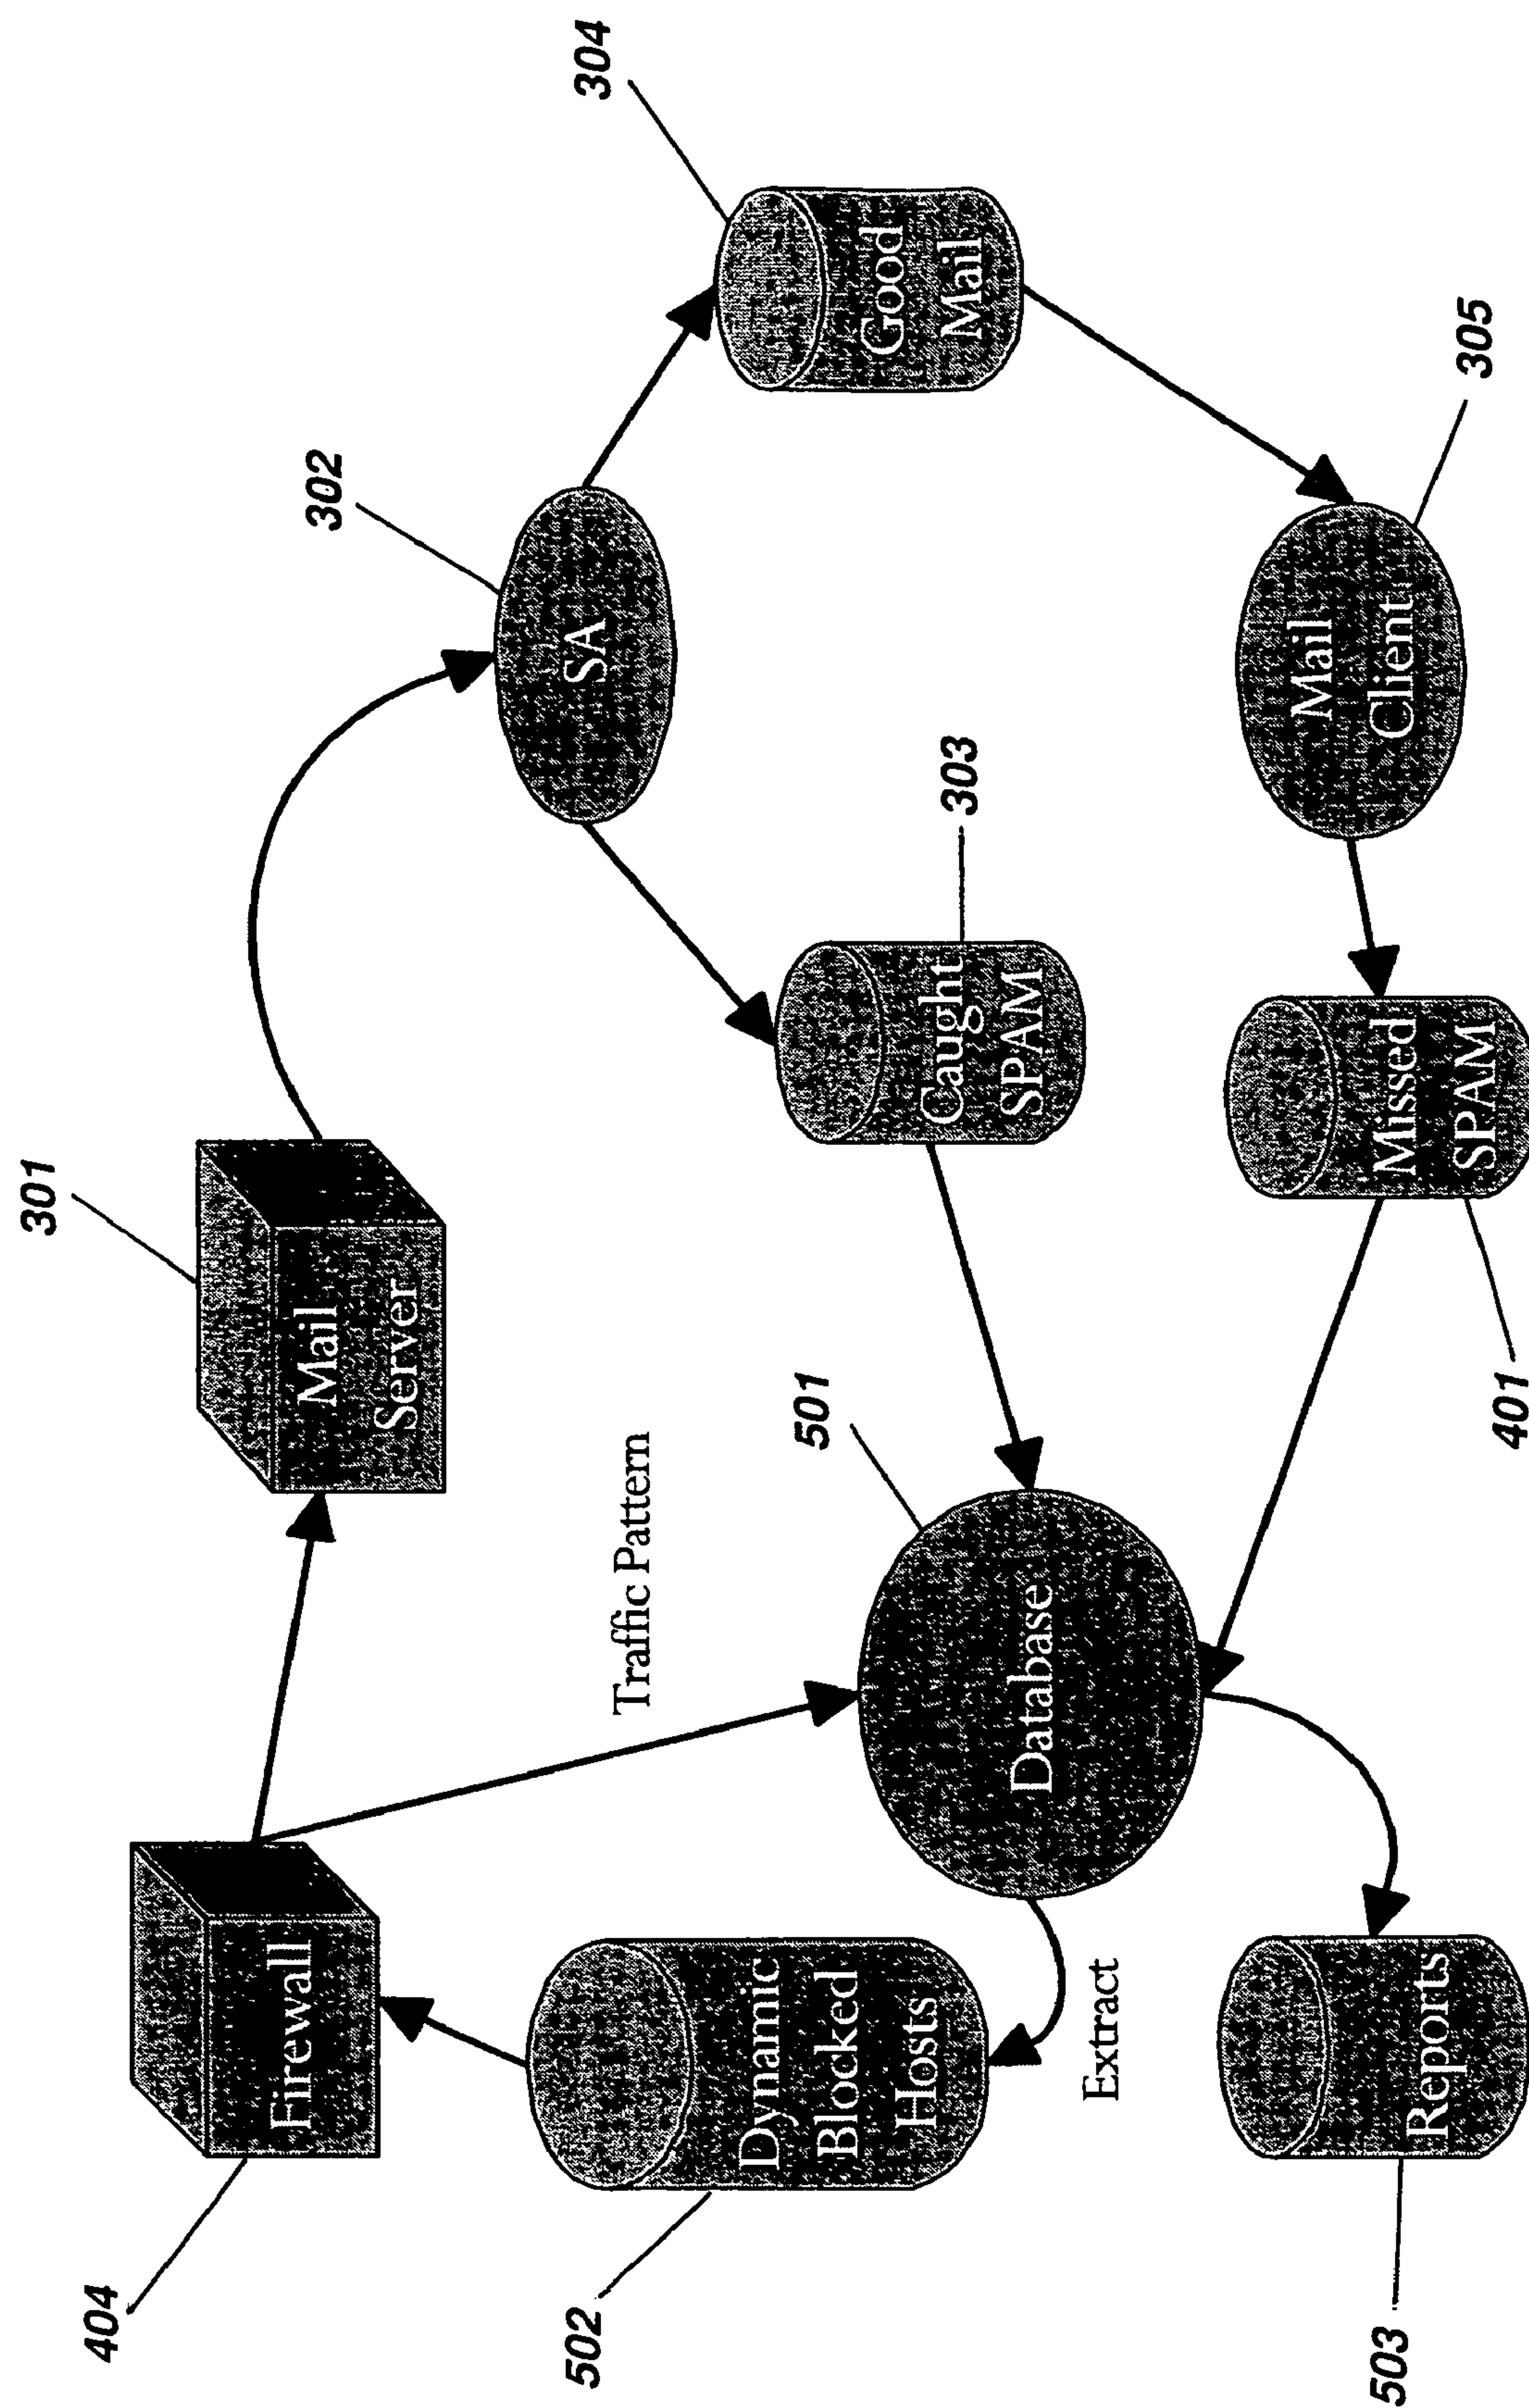 404
Firewall
301
Mail
Server
Traffic Pattern
302
SA
304
Good
Mail
502
Dynamic
Blocked
Hosts
Extract
501
Database
303
Caught
SPAM
503
Reports
401
Missed
SPAM
305
Mail
Client